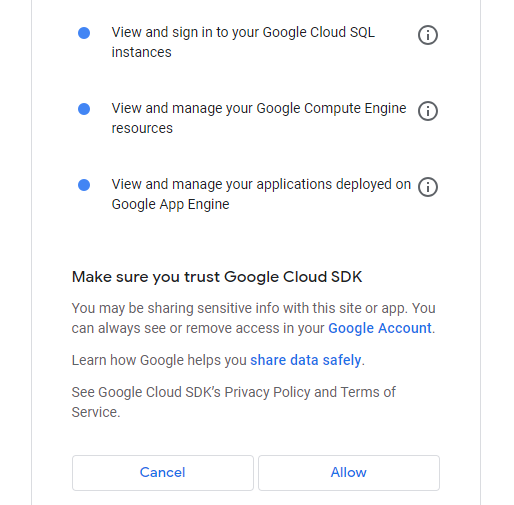 View and sign in to your Google Cloud SQL
instances
View and manage your Google Compute Engine
resources
View and manage your applications deployed on
Google App Engine
Make sure you trust Google Cloud SDK
You may be sharing sensitive info with this site or app. You
can always see or remove access in your Google Account.
Learn how Google helps you share data safely.
See Google Cloud SDK’s Privacy Policy and Terms of
Service.
Cancel
Allow